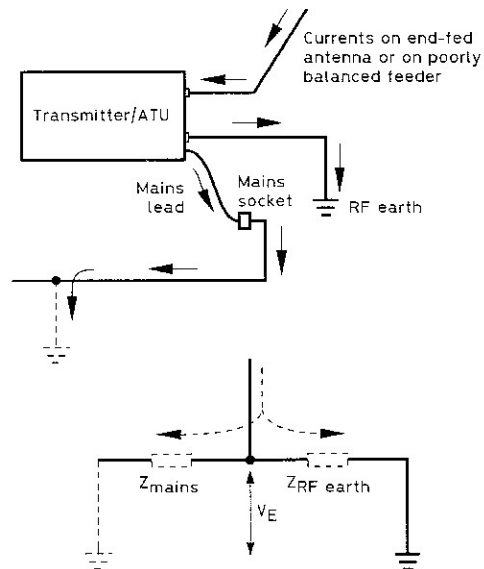 Currents on end-fed
antenna or on poorly
balanced feeder
Transmitter/ATU
Mains
lead
Mains
socket
RF earth
Zmains
ZRF earth
VE